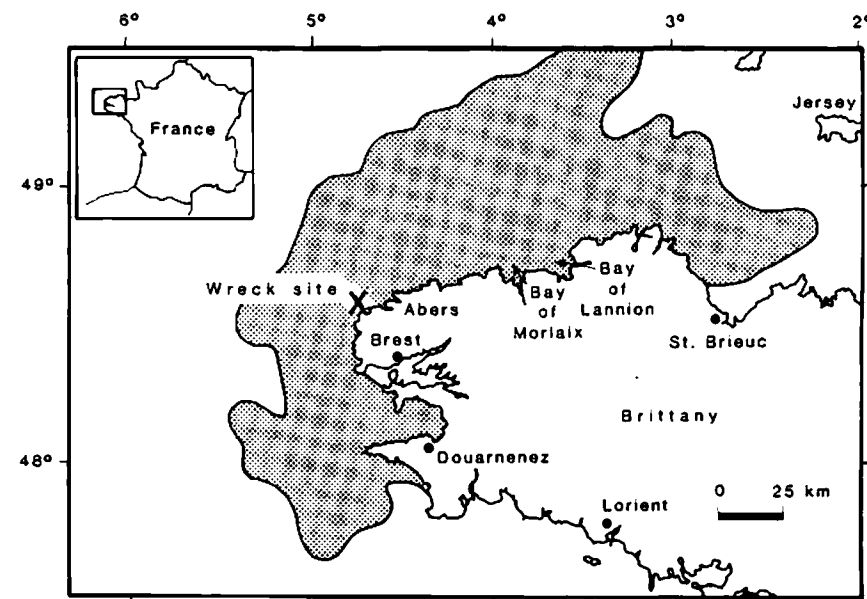 6° 5° 4° 3° 2°
France
Jersey
49°
Wreck site
Abers
Bay
of
Morlaix
Bay
of
Lannion
St. Brieuc
Brest
Brittany
48°
Douarnenez
0 25 km
Lorient